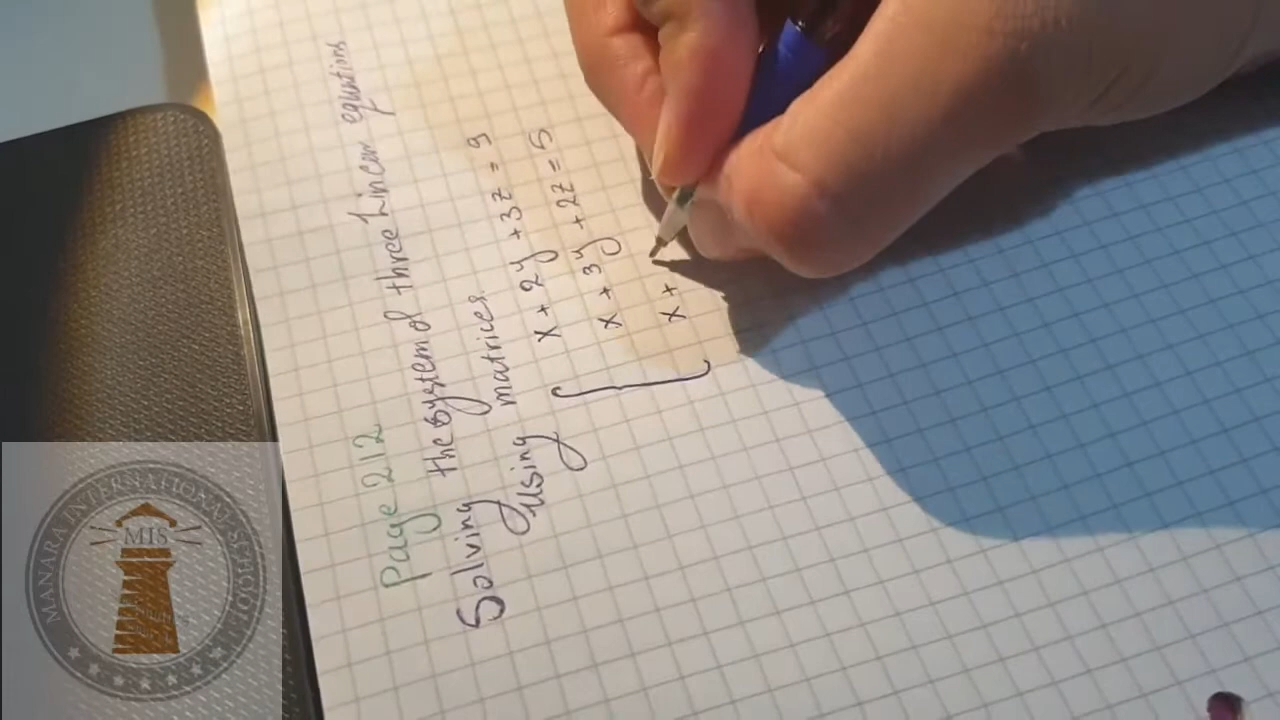 Page 212
Solving the system of three Linear equations
using matrices
x + 2y + 3z = 9
x + 3y + 2z = 5
x +
MANARA INTERNATIONAL SCHOOL
MIS